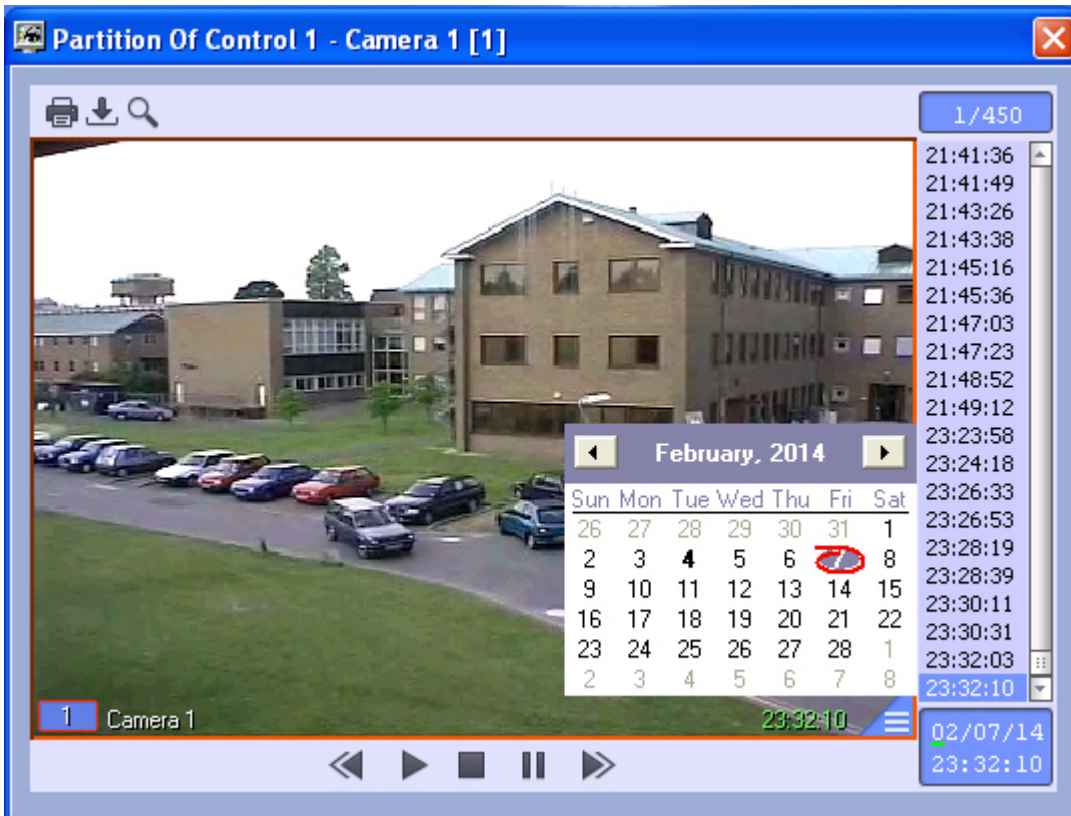 Partition Of Control 1 - Camera 1 [1]
1/450
21:41:36
21:41:49
21:43:26
21:43:38
21:45:16
21:45:36
21:47:03
21:47:23
21:48:52
21:49:12
23:23:58
23:24:18
23:26:33
23:26:53
23:28:19
23:28:39
23:30:11
23:30:31
23:32:03
23:32:10
February, 2014
Sun Mon Tue Wed Thu Fri Sat
26 27 28 29 30 31 1
2 3 4 5 6 7 8
9 10 11 12 13 14 15
16 17 18 19 20 21 22
23 24 25 26 27 28 1
2 3 4 5 6 7 8
1 Camera 1 23:32:10
02/07/14
23:32:10